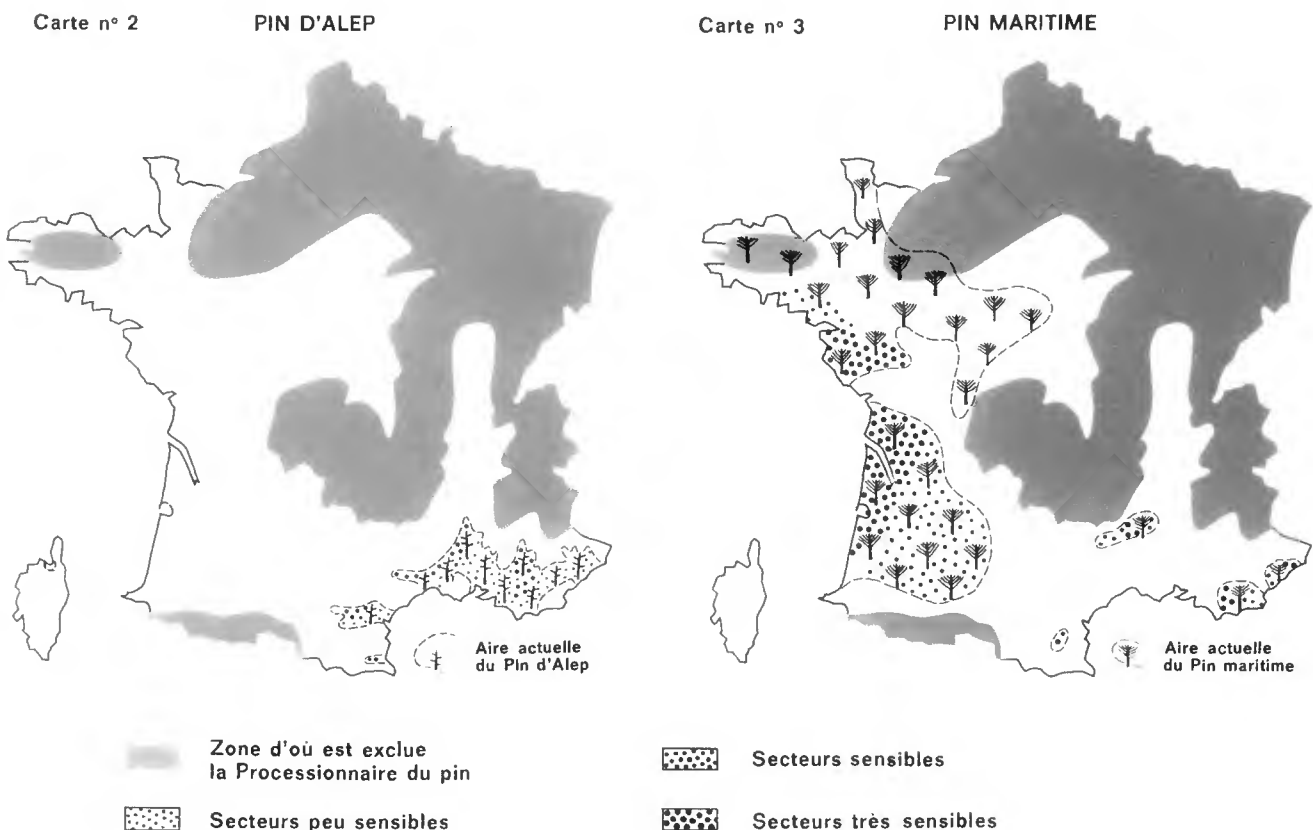 Carte n° 2
PIN D'ALEP
Carte n° 3
PIN MARITIME
Aire actuelle
du Pin d'Alep
Aire actuelle
du Pin maritime
Zone d'où est exclue
la Processionnaire du pin
Secteurs peu sensibles
Secteurs sensibles
Secteurs très sensibles